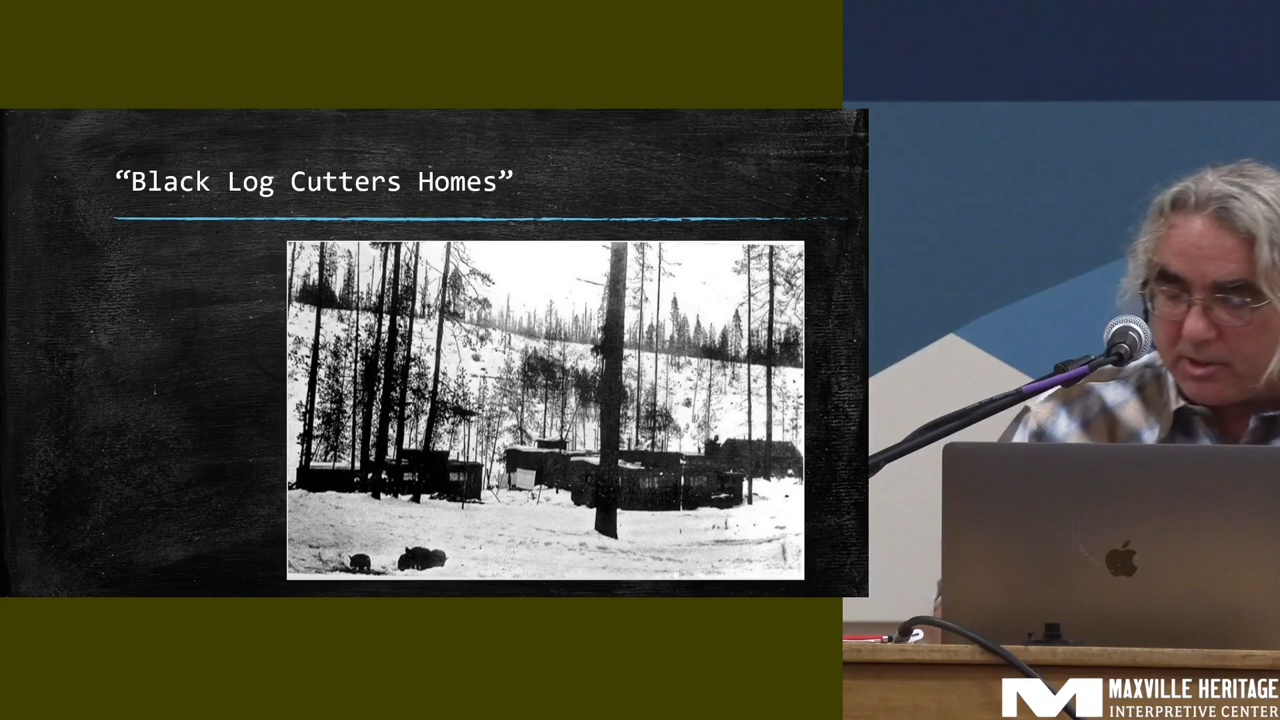 “Black Log Cutters Homes”
MAXVILLE HERITAGE
INTERPRETIVE CENTER